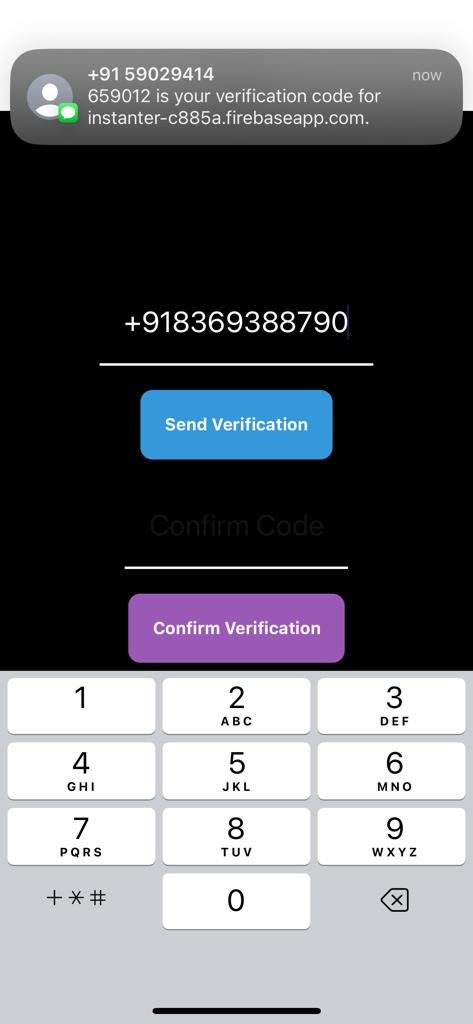 +91 59029414
now
659012 is your verification code for
instanter-c885a.firebaseapp.com.
+918369388790
Send Verification
Confirm Code
Confirm Verification
1
2
ABC
3
DEF
4
GHI
5
JKL
6
MNO
7
PQRS
8
TUV
9
WXYZ
+*#
0